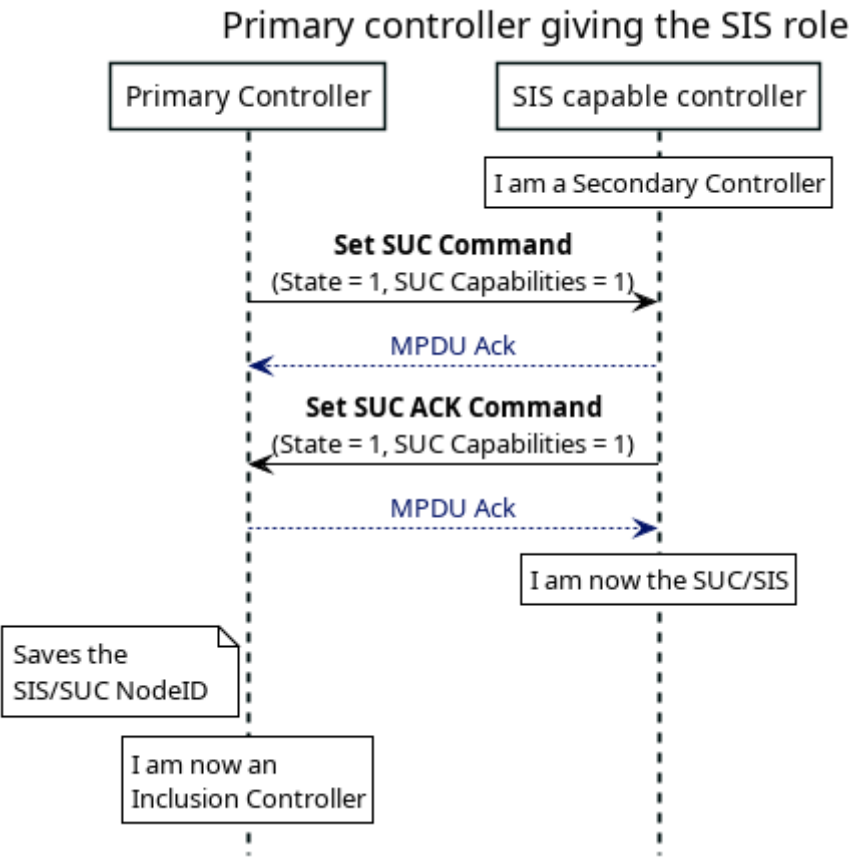 Primary controller giving the SIS role
Primary Controller
SIS capable controller
I am a Secondary Controller
Set SUC Command
(State = 1, SUC Capabilities = 1)
MPDU Ack
Set SUC ACK Command
(State = 1, SUC Capabilities = 1)
MPDU Ack
I am now the SUC/SIS
Saves the
SIS/SUC NodeID
I am now an
Inclusion Controller